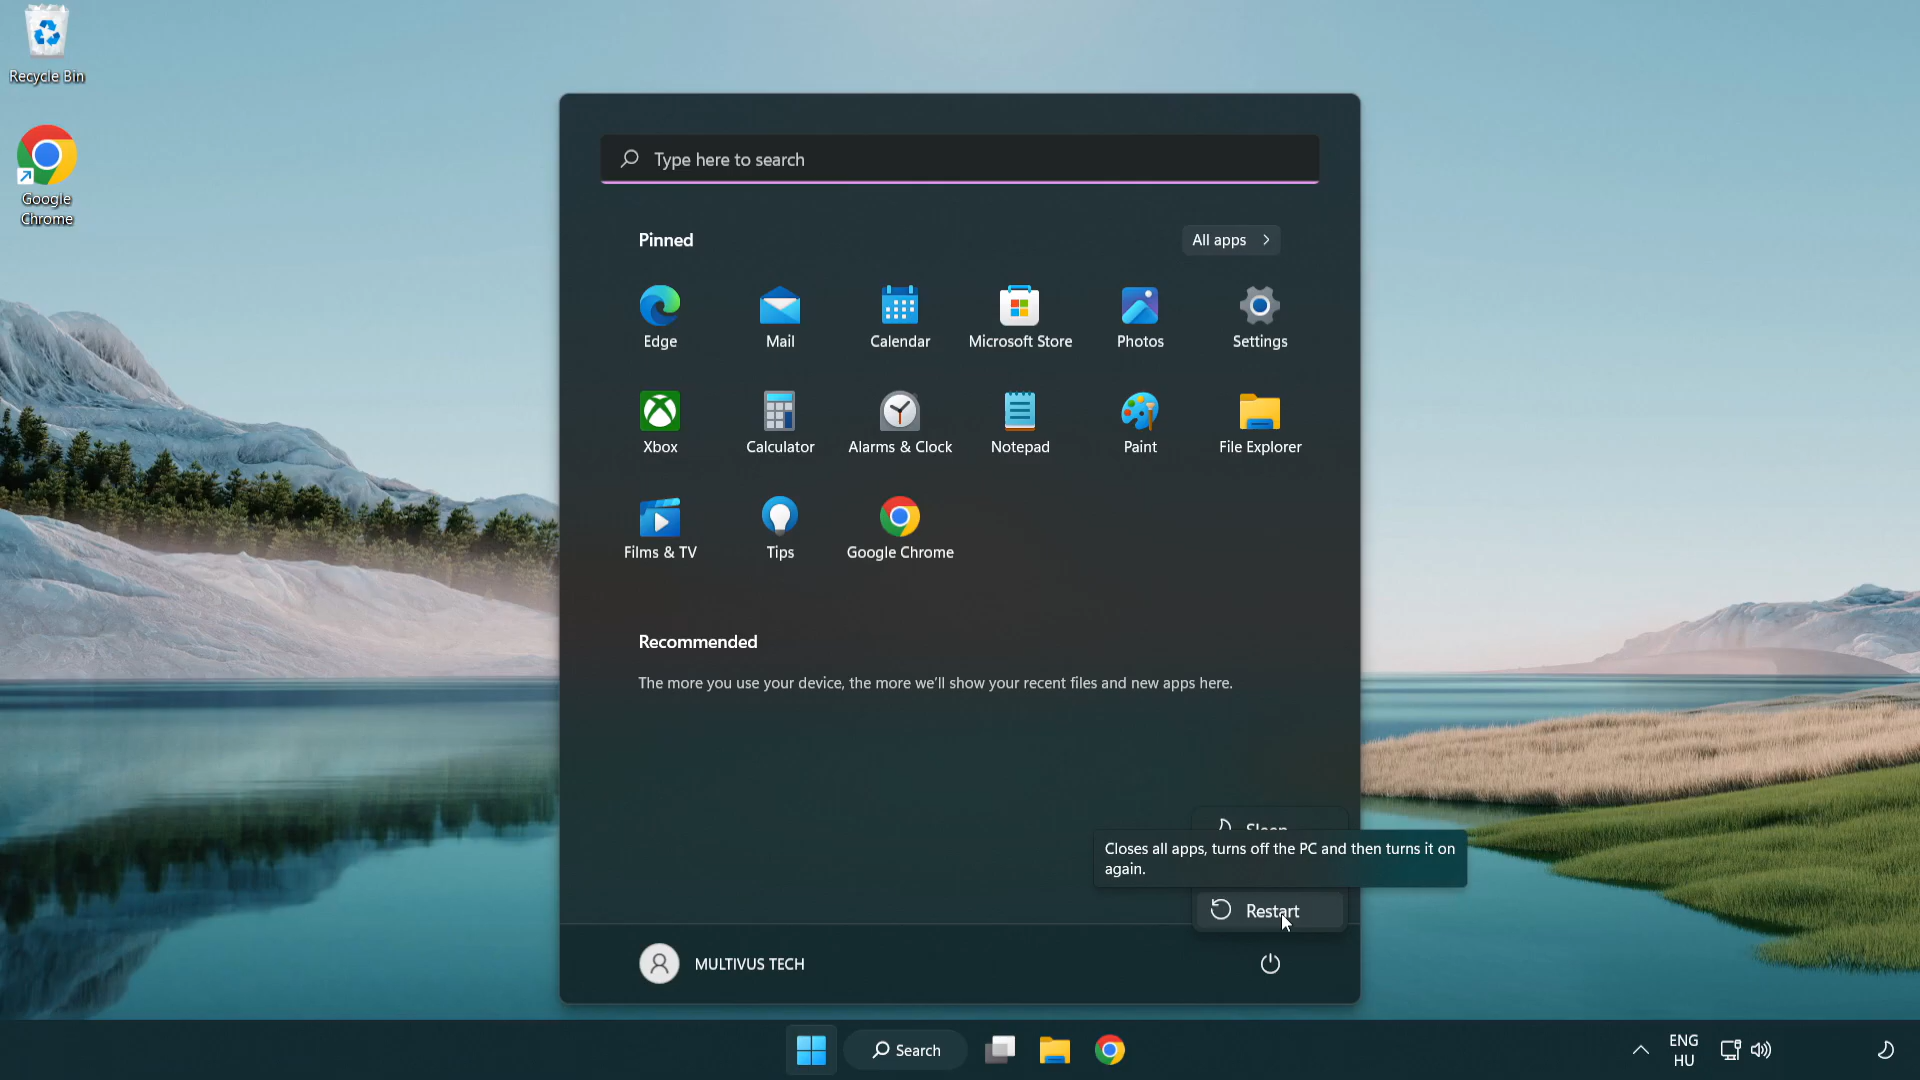 Recycle Bin
Google
Chrome
Type here to search
Pinned
All apps
Edge
Mail
Calendar
Microsoft Store
Photos
Settings
Xbox
Calculator
Alarms & Clock
Notepad
Paint
File Explorer
Films & TV
Tips
Google Chrome
Recommended
The more you use your device, the more we'll show your recent files and new apps here.
Sleep
Closes all apps, turns off the PC and then turns it on
again.
Restart
MULTIVUS TECH
Search
ENG
HU